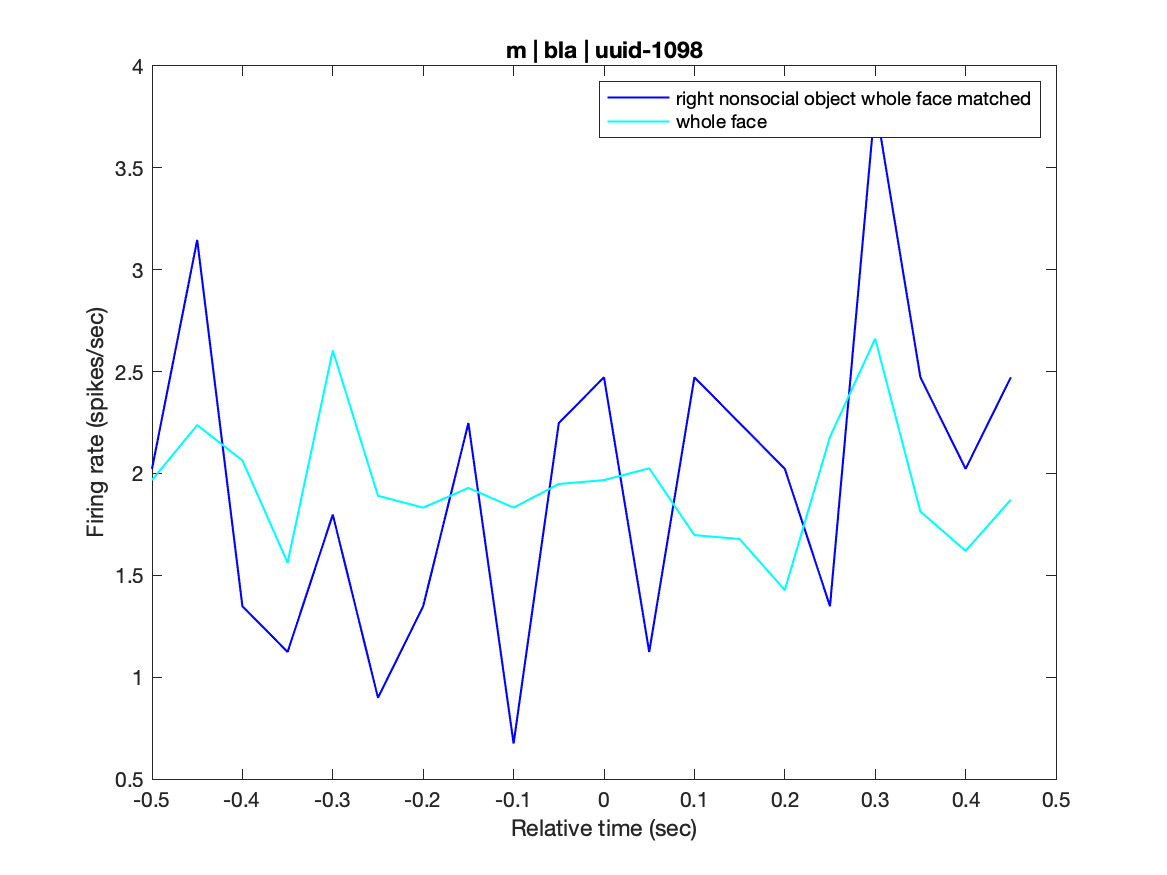 m | bla | uuid-1098
right nonsocial object whole face matched
whole face
Firing rate (spikes/sec)
4
3.5
3
2.5
2
1.5
1
0.5
-0.5 -0.4 -0.3 -0.2 -0.1 0 0.1 0.2 0.3 0.4 0.5
Relative time (sec)